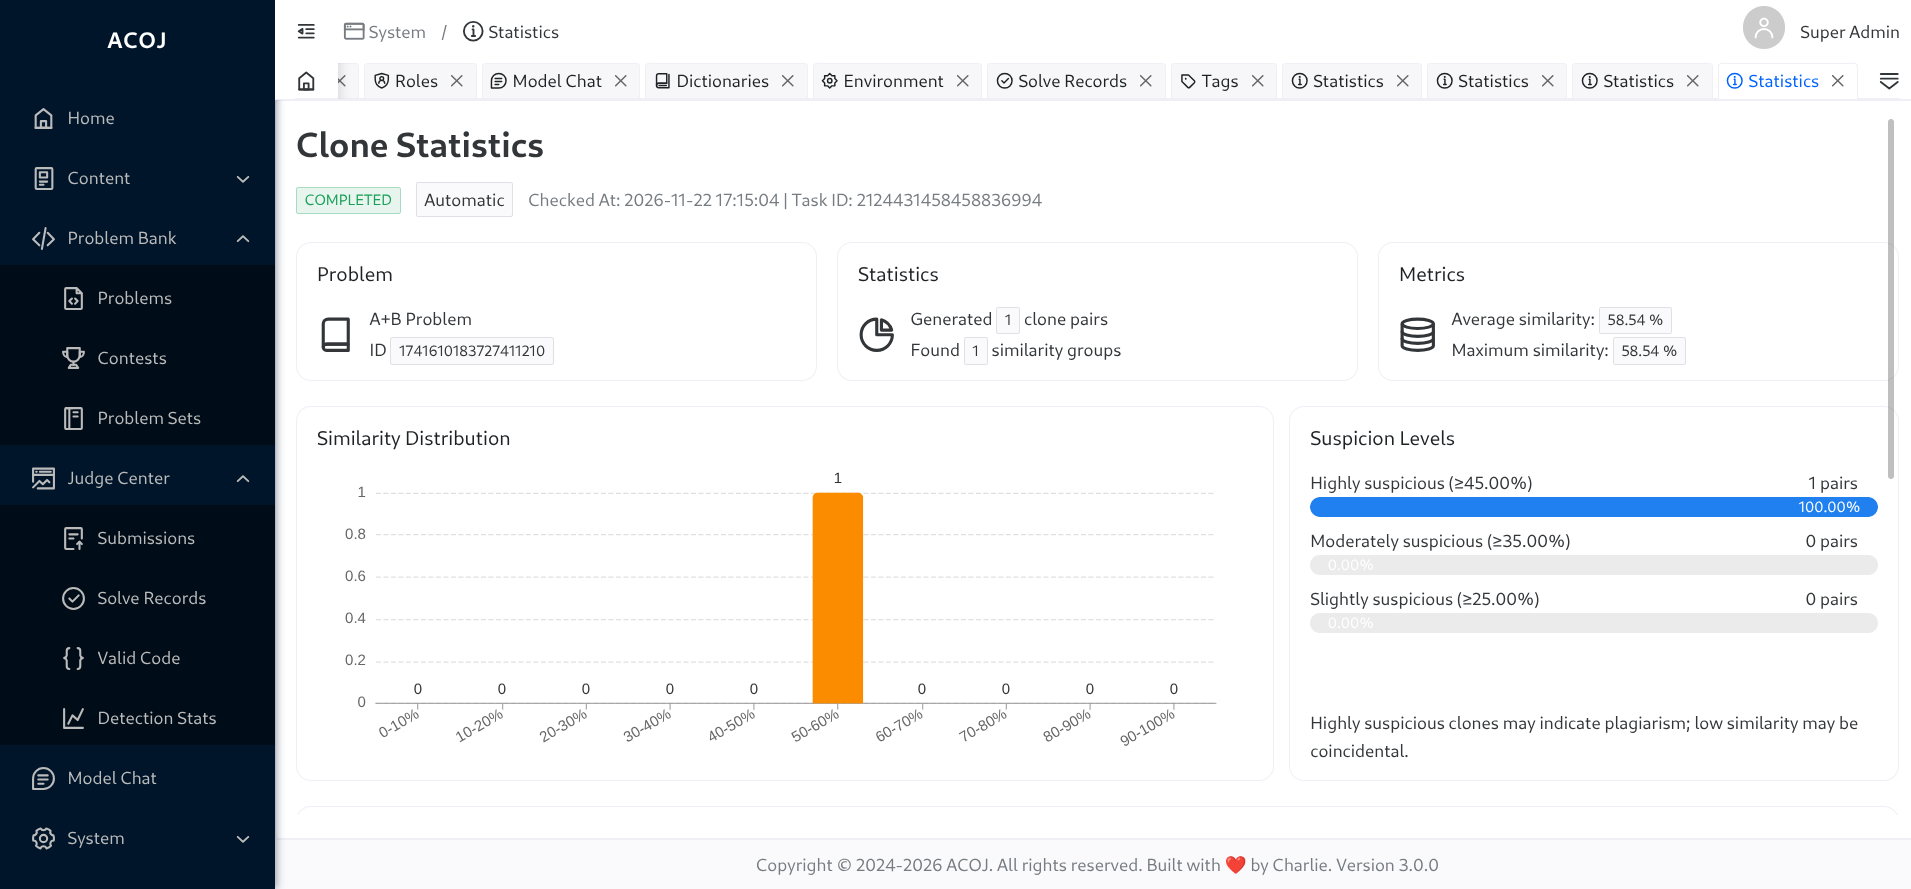 ACOJ
Home
Content
Problem Bank
Problems
Contests
Problem Sets
Judge Center
Submissions
Solve Records
Valid Code
Detection Stats
Model Chat
System
System / Statistics
Super Admin
Roles
Model Chat
Dictionaries
Environment
Solve Records
Tags
Statistics
Statistics
Statistics
Statistics
Clone Statistics
COMPLETED Automatic Checked At: 2026-11-22 17:15:04 | Task ID: 2124431458458836994
Problem
A+B Problem
ID 1741610183727411210
Statistics
Generated 1 clone pairs
Found 1 similarity groups
Metrics
Average similarity: 58.54 %
Maximum similarity: 58.54 %
Similarity Distribution
1
0.8
0.6
0.4
0.2
0
0 0 0 0 0 1 0 0 0 0
0-10% 10-20% 20-30% 30-40% 40-50% 50-60% 60-70% 70-80% 80-90% 90-100%
Suspicion Levels
Highly suspicious (≥45.00%) 1 pairs
100.00%
Moderately suspicious (≥35.00%) 0 pairs
0.00%
Slightly suspicious (≥25.00%) 0 pairs
0.00%
Highly suspicious clones may indicate plagiarism; low similarity may be
coincidental.
Copyright © 2024-2026 ACOJ. All rights reserved. Built with ❤️ by Charlie. Version 3.0.0